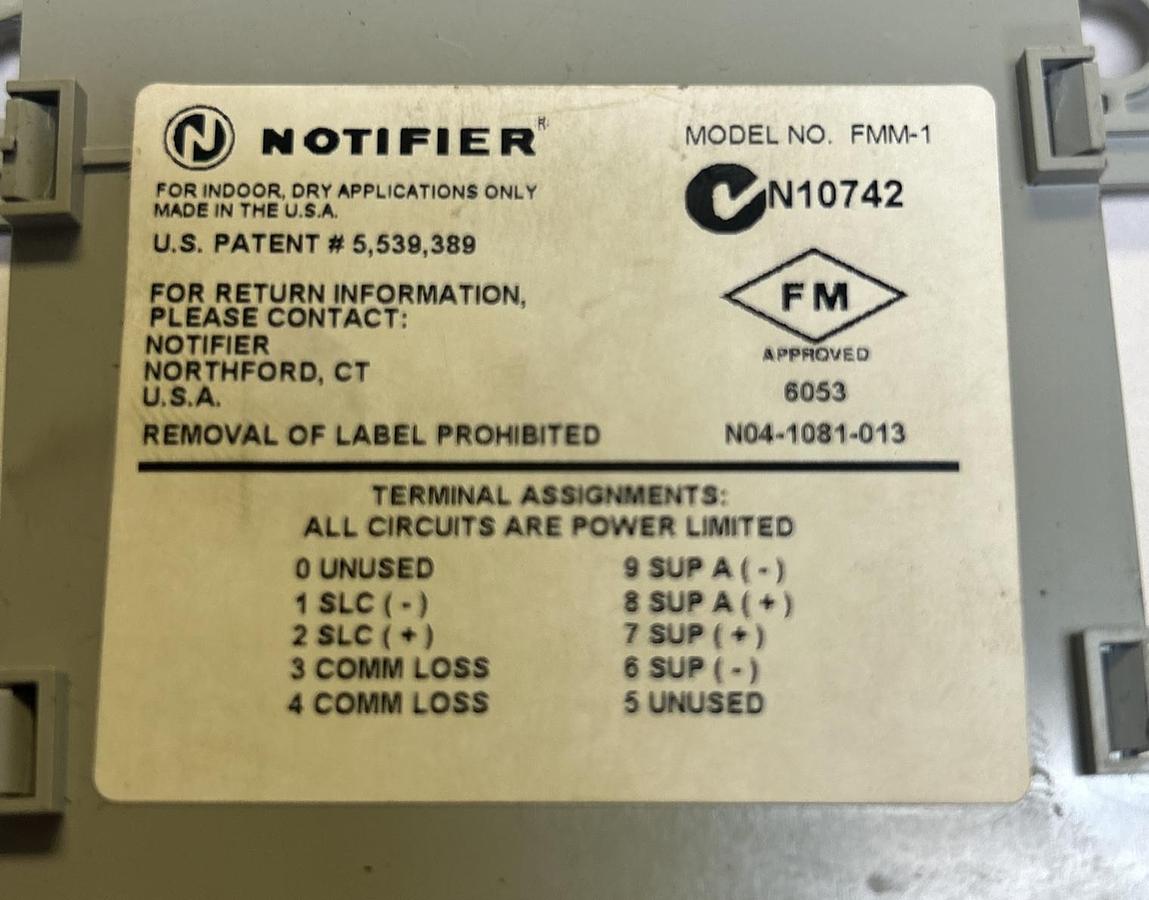 NOTIFIER®
FOR INDOOR, DRY APPLICATIONS ONLY
MADE IN THE U.S.A.
U.S. PATENT # 5,539,389
FOR RETURN INFORMATION,
PLEASE CONTACT:
NOTIFIER
NORTHFORD, CT
U.S.A.
REMOVAL OF LABEL PROHIBITED
MODEL NO. FMM-1
N10742
FM
APPROVED
6053
N04-1081-013
TERMINAL ASSIGNMENTS:
ALL CIRCUITS ARE POWER LIMITED
0 UNUSED
1 SLC ( - )
2 SLC ( + )
3 COMM LOSS
4 COMM LOSS
9 SUP A ( - )
8 SUP A ( + )
7 SUP ( + )
6 SUP ( - )
5 UNUSED